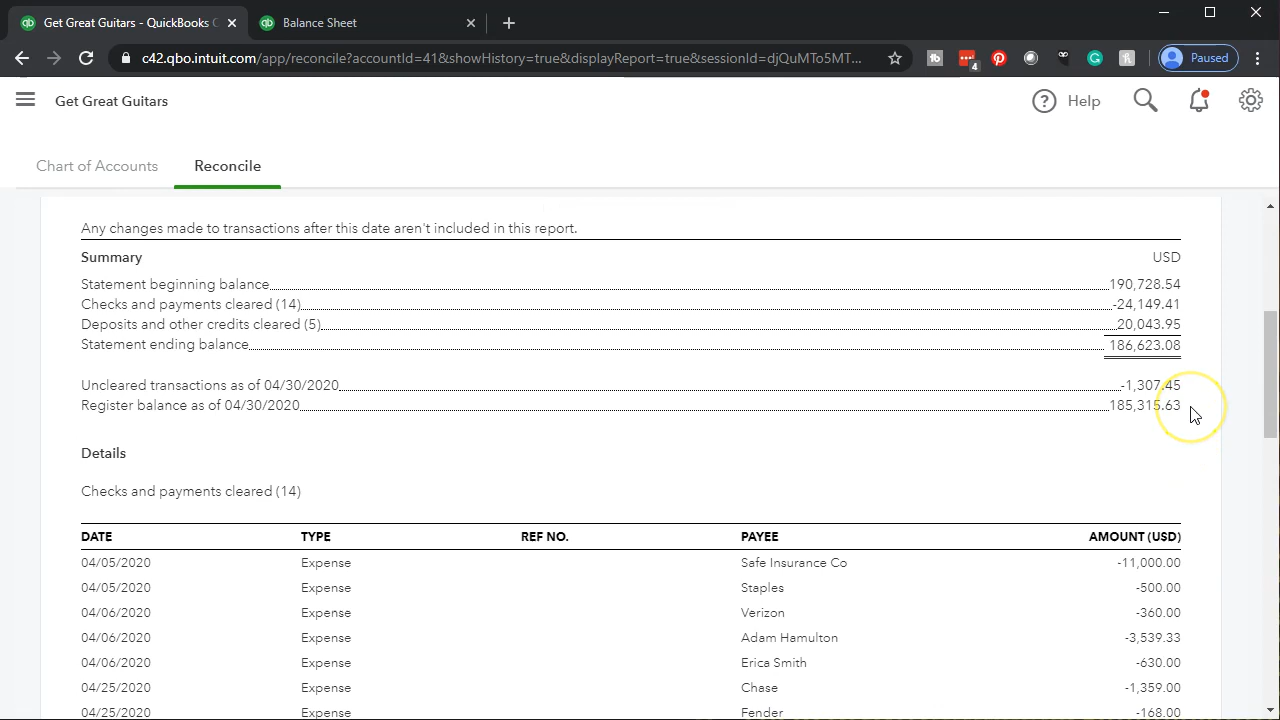 Get Great Guitars - QuickBooks C
Balance Sheet
c42.qbo.intuit.com/app/reconcile?accountId=41&showHistory=true&displayReport=true&sessionId=djQuMTo5MT...
4
Paused
Get Great Guitars
Help
Chart of Accounts Reconcile
Any changes made to transactions after this date aren't included in this report.
Summary USD
Statement beginning balance 190,728.54
Checks and payments cleared (14) -24,149.41
Deposits and other credits cleared (5) 20,043.95
Statement ending balance 186,623.08
Uncleared transactions as of 04/30/2020 -1,307.45
Register balance as of 04/30/2020 185,315.63
Details
Checks and payments cleared (14)
DATE TYPE REF NO. PAYEE AMOUNT (USD)
04/05/2020 Expense Safe Insurance Co -11,000.00
04/05/2020 Expense Staples -500.00
04/06/2020 Expense Verizon -360.00
04/06/2020 Expense Adam Hamulton -3,539.33
04/06/2020 Expense Erica Smith -630.00
04/25/2020 Expense Chase -1,359.00
04/25/2020 Expense Fender -168.00